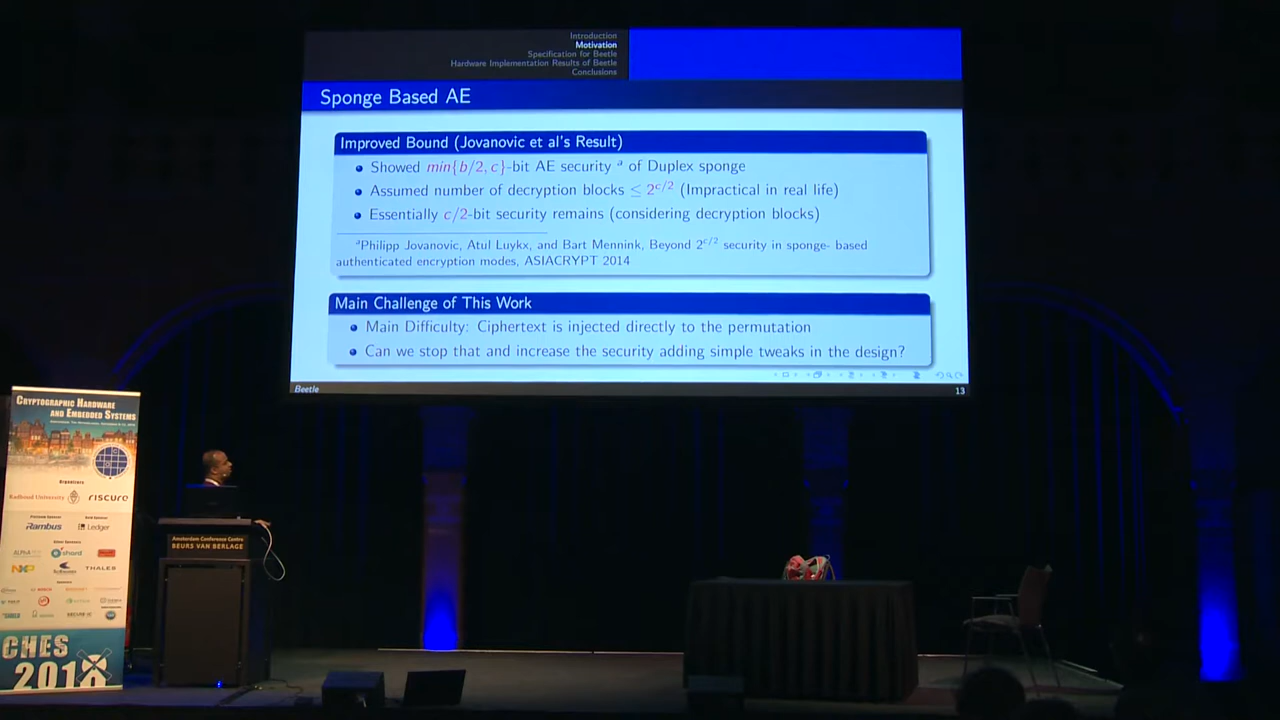 Introduction
Motivation
Specification for Beetle
Hardware Implementation Results of Beetle
Conclusions
Sponge Based AE
Improved Bound (Jovanovic et al's Result)
Showed min{b/2, c}-bit AE security a of Duplex sponge
Assumed number of decryption blocks ≤ 2^{c/2} (Impractical in real life)
Essentially c/2-bit security remains (considering decryption blocks)
aPhilipp Jovanovic, Atul Luykx, and Bart Mennink, Beyond 2^{c/2} security in sponge- based
authenticated encryption modes, ASIACRYPT 2014
Main Challenge of This Work
Main Difficulty: Ciphertext is injected directly to the permutation
Can we stop that and increase the security adding simple tweaks in the design?
Beetle
13
Cryptographic Hardware
and Embedded Systems
Organizers
Radboud University
riscure
Rambus
Ledger
shard
NXP
THALES
CHES
2018
Amsterdam Conference Centre
BEURS VAN BERLAGE